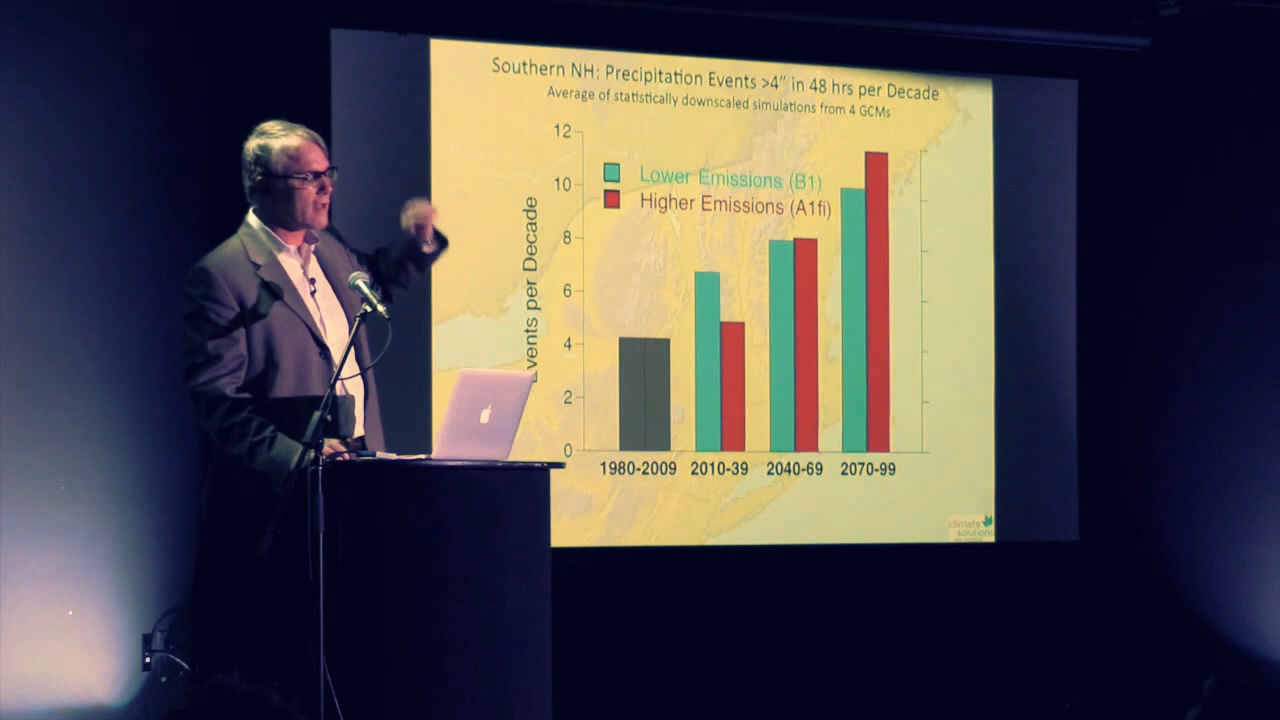 Southern NH: Precipitation Events >4" in 48 hrs per Decade
Average of statistically downscaled simulations from 4 GCMs
12
10
8
6
4
2
0
Events per Decade
Lower Emissions (B1)
Higher Emissions (A1fi)
1980-2009 2010-39 2040-69 2070-99
climate
solutions